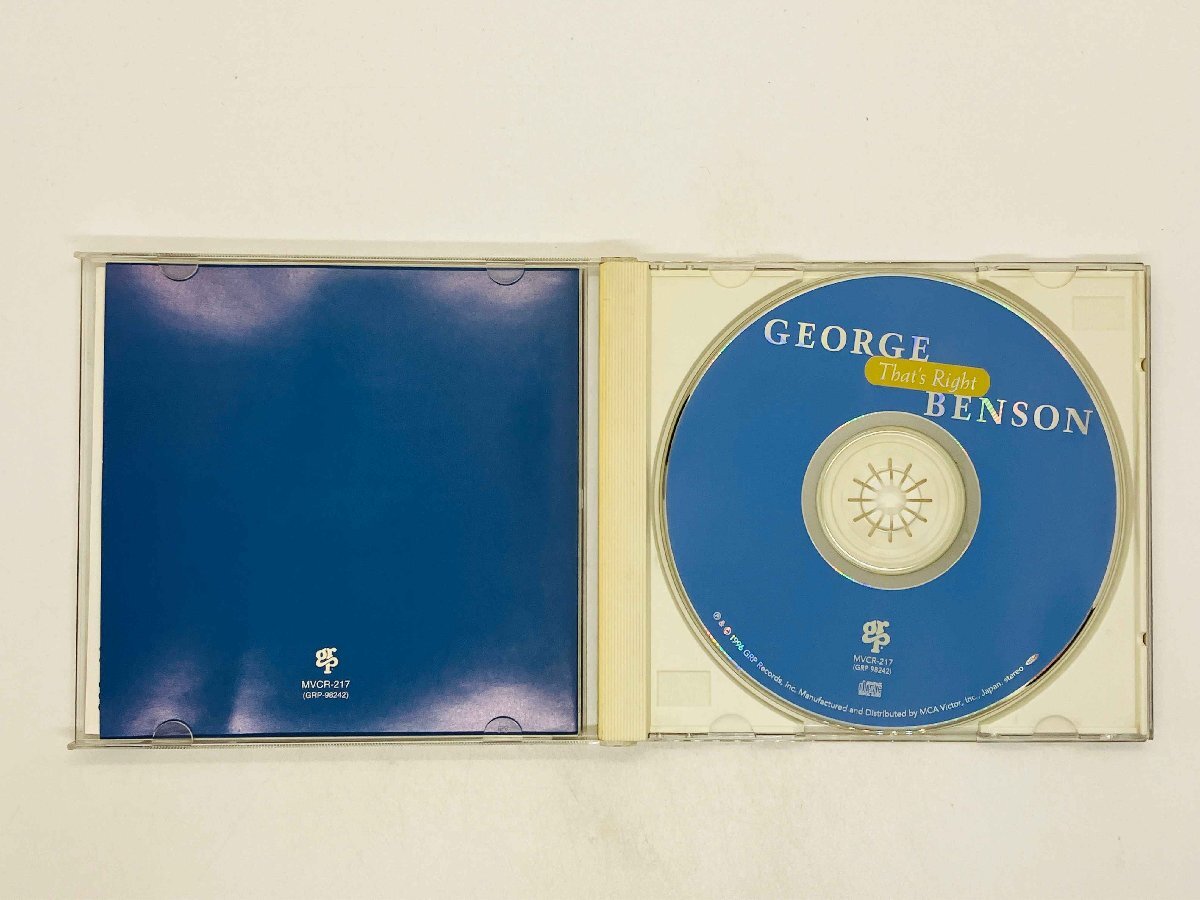 grp
MVCR-217
(GRP-98242)
GEORGE
That's Right
BENSON
grp
MVCR-217
(GRP 98242)
℗ & © 1996 GRP Records, Inc. Manufactured and Distributed by MCA Victor, Inc., Japan. stereo